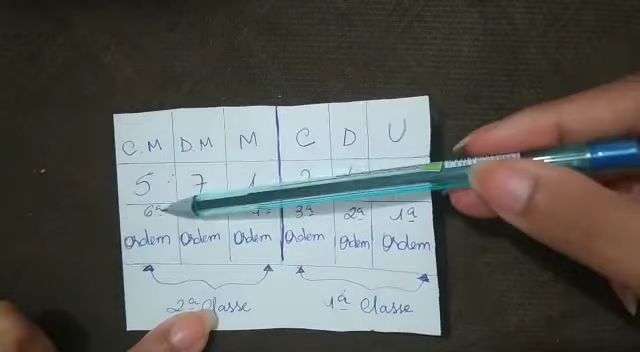 C.M D.M M C D U
5 7
6ª 3ª 2ª 1ª
Ordem Ordem Ordem Ordem Ordem Ordem
2ª Classe 1ª Classe